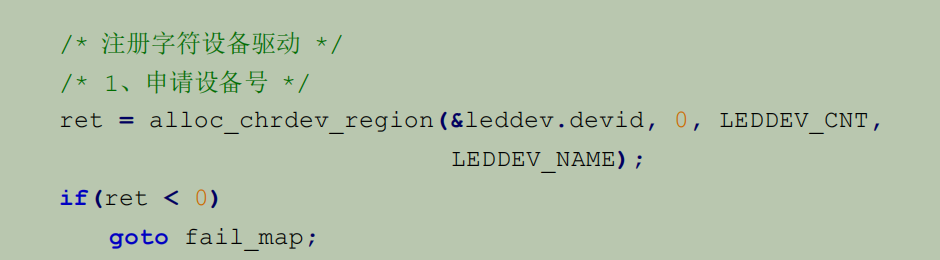 /* 注册字符设备驱动 */
/* 1、申请设备号 */
ret = alloc_chrdev_region(&leddev.devid, 0, LEDDEV_CNT,
LEDDEV_NAME);
if(ret < 0)
goto fail_map;